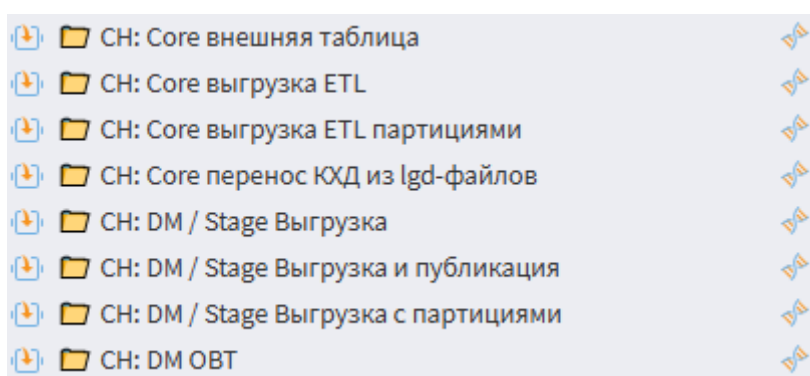 CH: Core внешняя таблица
CH: Core выгрузка ETL
CH: Core выгрузка ETL партициями
CH: Core перенос КХД из lgd-файлов
CH: DM / Stage Выгрузка
CH: DM / Stage Выгрузка и публикация
CH: DM / Stage Выгрузка с партициями
CH: DM OBT